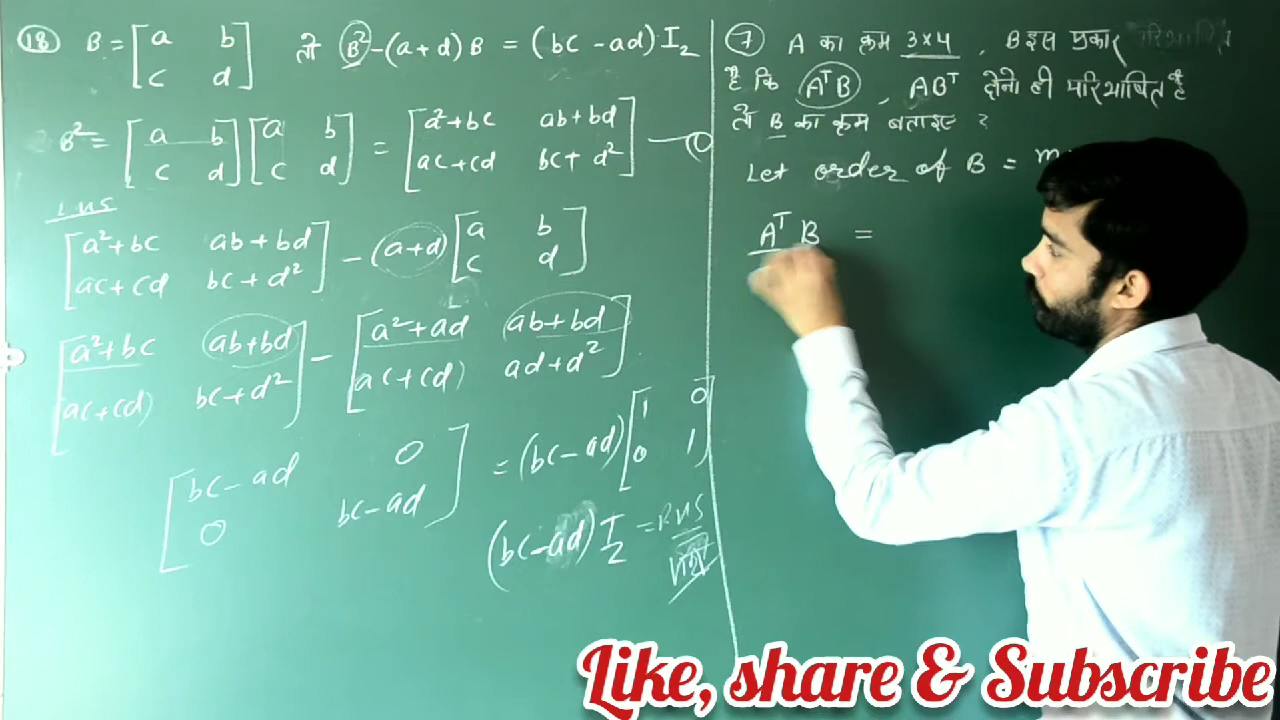 18 B = [a b
c d] तो B²-(a+d)B = (bc-ad)·I₂
B² = [a b
c d] [a b
c d] = [a²+bc ab+bd
ac+cd bc+d²] —①
LHS
[a²+bc ab+bd
ac+cd bc+d²] - (a+d) [a b
c d]
[a²+bc ab+bd
ac+cd bc+d²] - [a²+ad ab+bd
ac+cd ad+d²]
[bc-ad 0
0 bc-ad] = (bc-ad) [1 0
0 1]
(bc-ad) I₂ = RHS
7 A का क्रम 3×4, B इस प्रकार परिभाषित
है कि AᵀB, ABᵀ दोनो ही परिभाषित है
तो B का क्रम बताइए ?
Let order of B = m
AᵀB =
Like, share & Subscribe